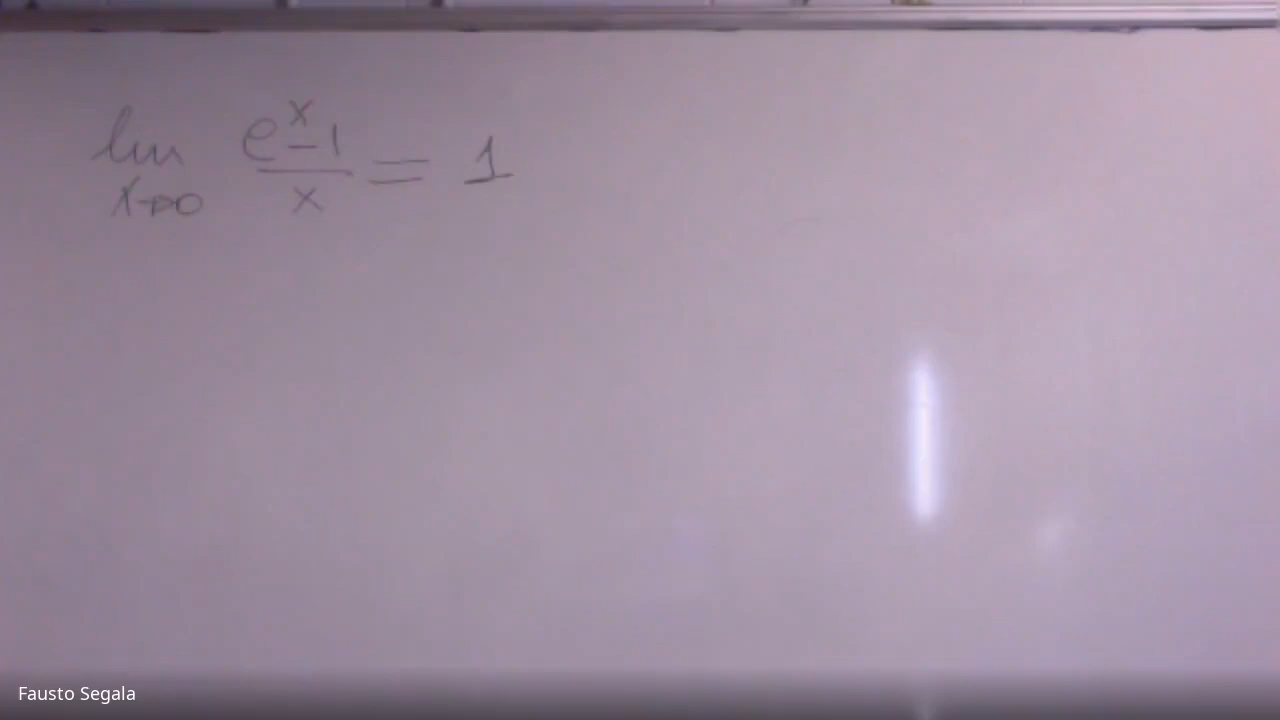 lim e^x-1 / x = 1
x→0
Fausto Segala